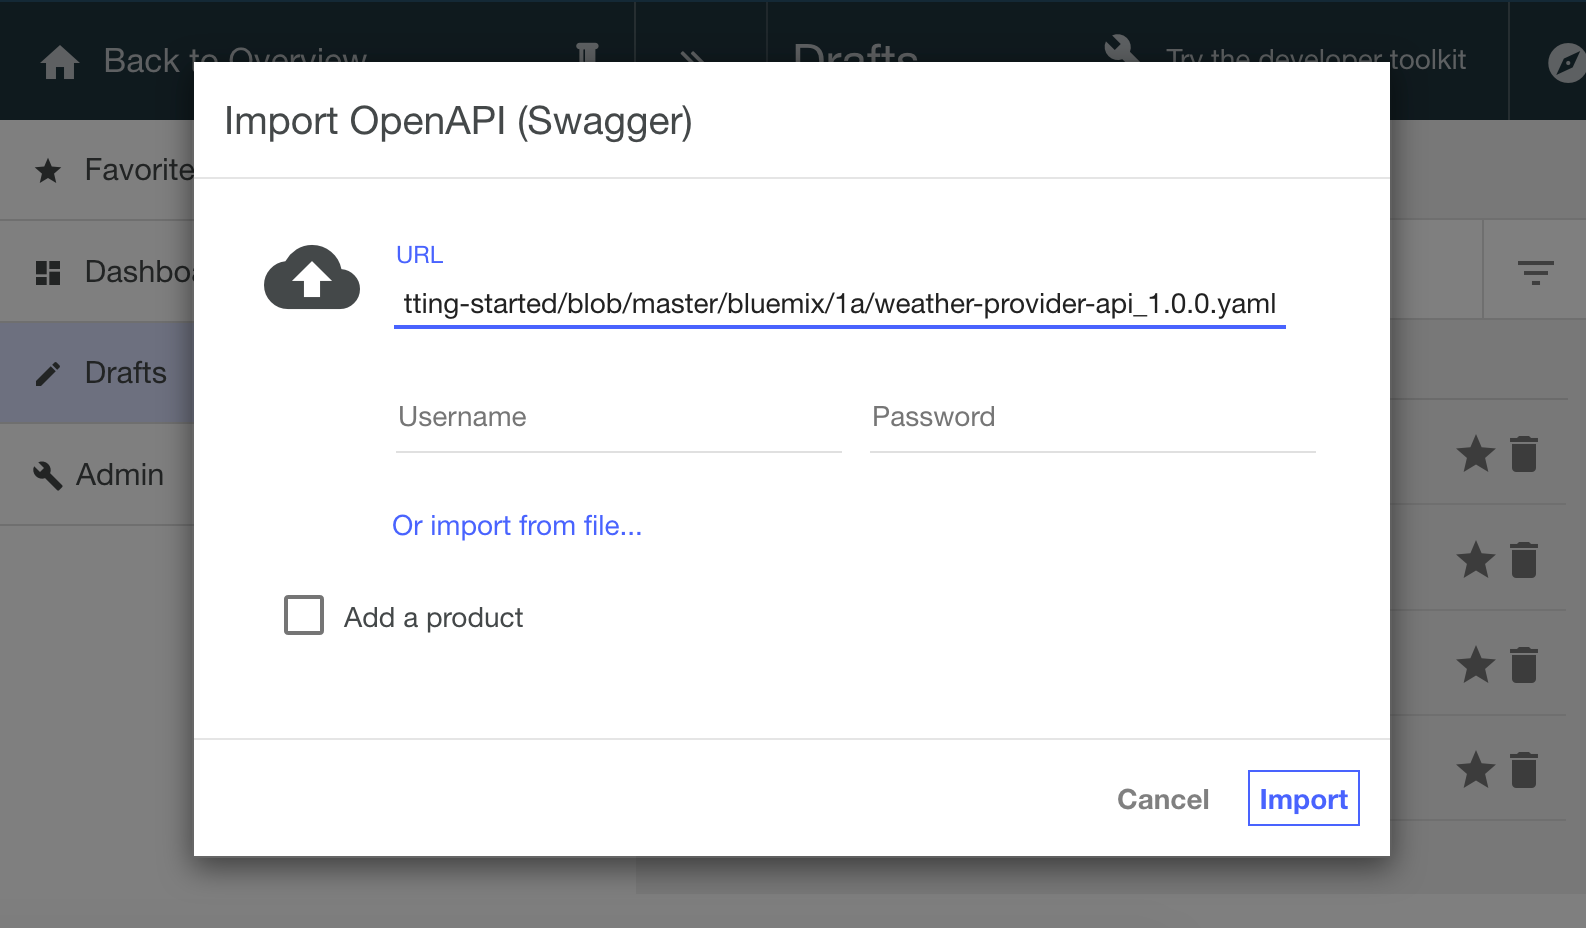 Back to Overview
Drafts
Try the developer toolkit
Import OpenAPI (Swagger)
Favorite
URL
Dashboa
tting-started/blob/master/bluemix/1a/weather-provider-api_1.0.0.yaml
Drafts
Username
Password
Admin
Or import from file...
Add a product
Cancel
Import